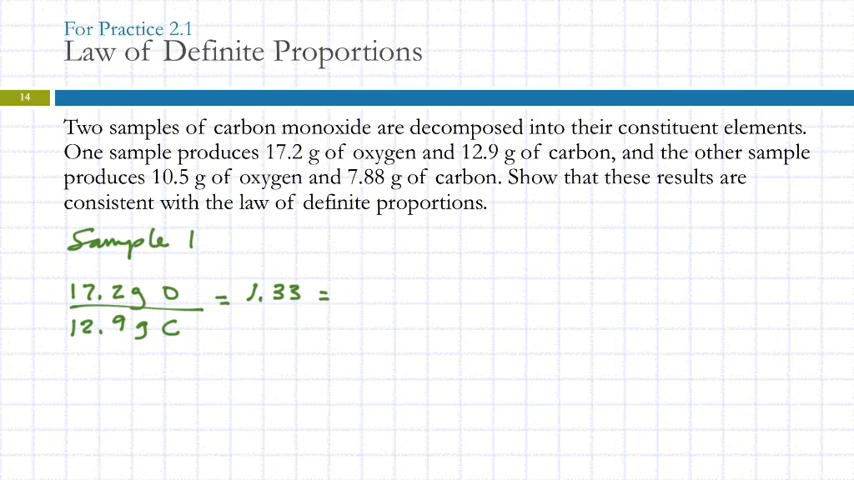 For Practice 2.1
Law of Definite Proportions
14
Two samples of carbon monoxide are decomposed into their constituent elements.
One sample produces 17.2 g of oxygen and 12.9 g of carbon, and the other sample
produces 10.5 g of oxygen and 7.88 g of carbon. Show that these results are
consistent with the law of definite proportions.
Sample 1
17.2g O
= 1.33 =
12.9g C